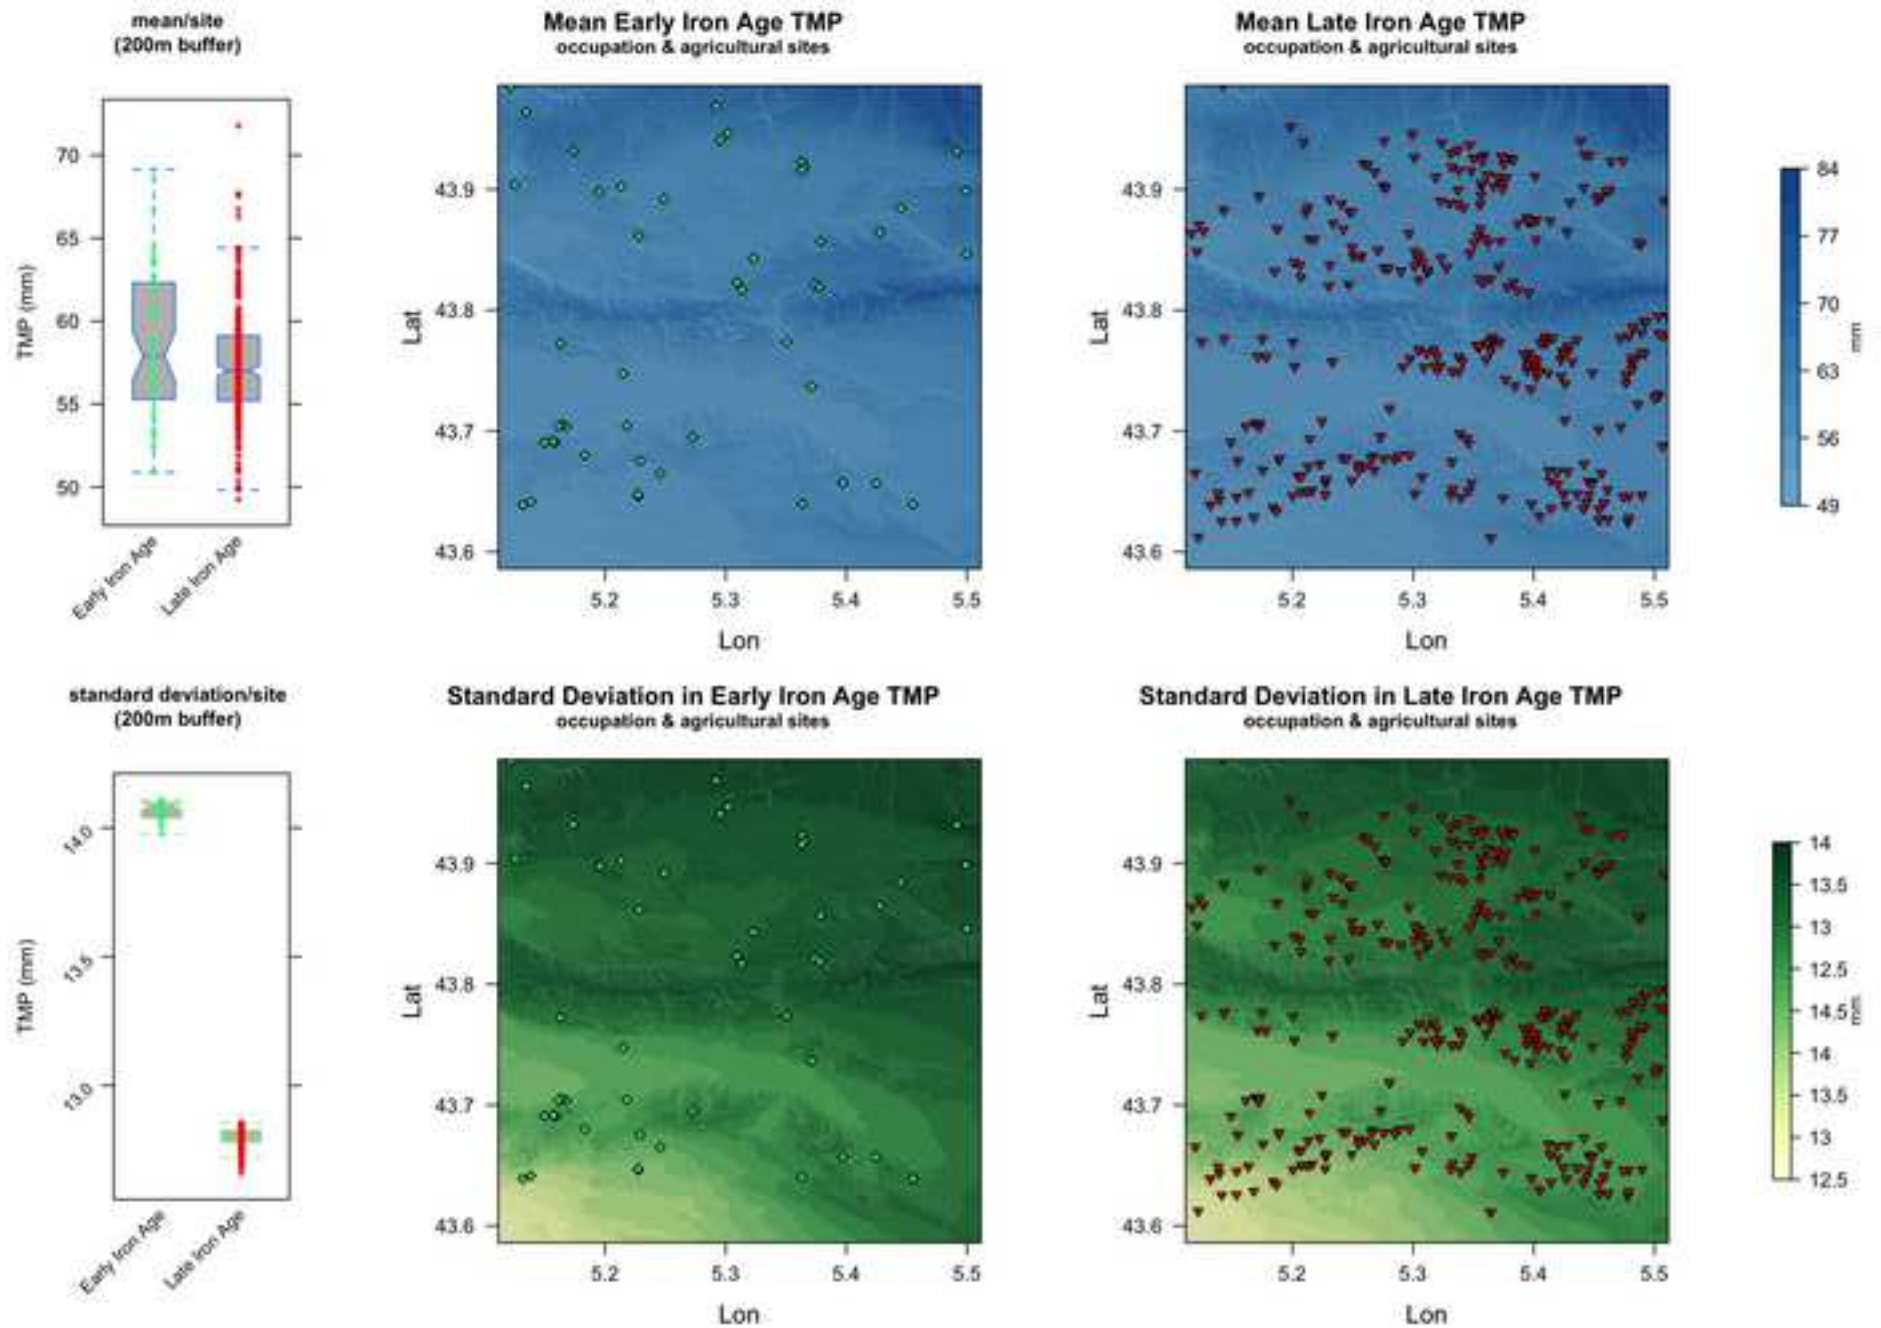 mean/site
(200m buffer)
TMP (mm)
70
65
60
55
50
Early Iron Age
Late Iron Age
Mean Early Iron Age TMP
occupation & agricultural sites
Lat
43.9
43.8
43.7
43.6
5.2
5.3
5.4
5.5
Lon
Mean Late Iron Age TMP
occupation & agricultural sites
Lat
43.9
43.8
43.7
43.6
5.2
5.3
5.4
5.5
Lon
84
77
70
63
56
49
mm
standard deviation/site
(200m buffer)
TMP (mm)
14.0
13.5
13.0
Early Iron Age
Late Iron Age
Standard Deviation in Early Iron Age TMP
occupation & agricultural sites
Lat
43.9
43.8
43.7
43.6
5.2
5.3
5.4
5.5
Lon
Standard Deviation in Late Iron Age TMP
occupation & agricultural sites
Lat
43.9
43.8
43.7
43.6
5.2
5.3
5.4
5.5
Lon
14
13.5
13
12.5
14.5
14
13.5
13
12.5
mm